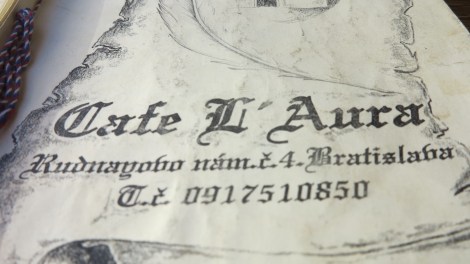 Cafe L´Aura
Rudnayovo nám.č.4.Bratislava
T.č. 0917510850